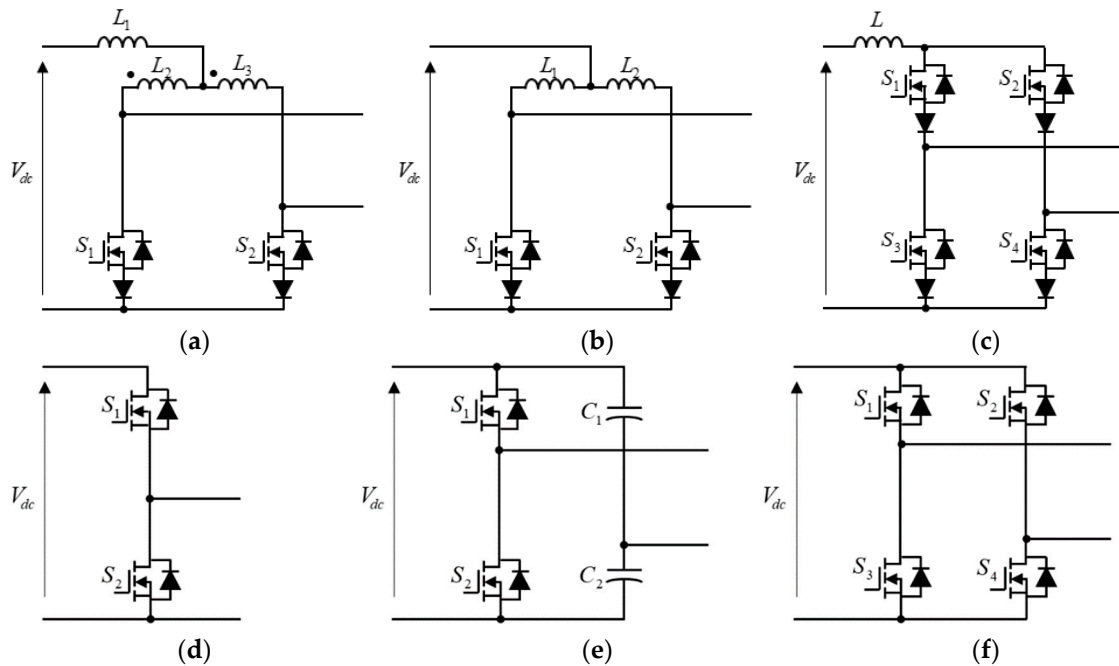 L1
L2 L3
Vdc
S1 S2
(a)
L1 L2
Vdc
S1 S2
(b)
L
S1 S2
Vdc
S3 S4
(c)
S1
Vdc
S2
(d)
S1 C1
Vdc
S2 C2
(e)
S1 S2
Vdc
S3 S4
(f)